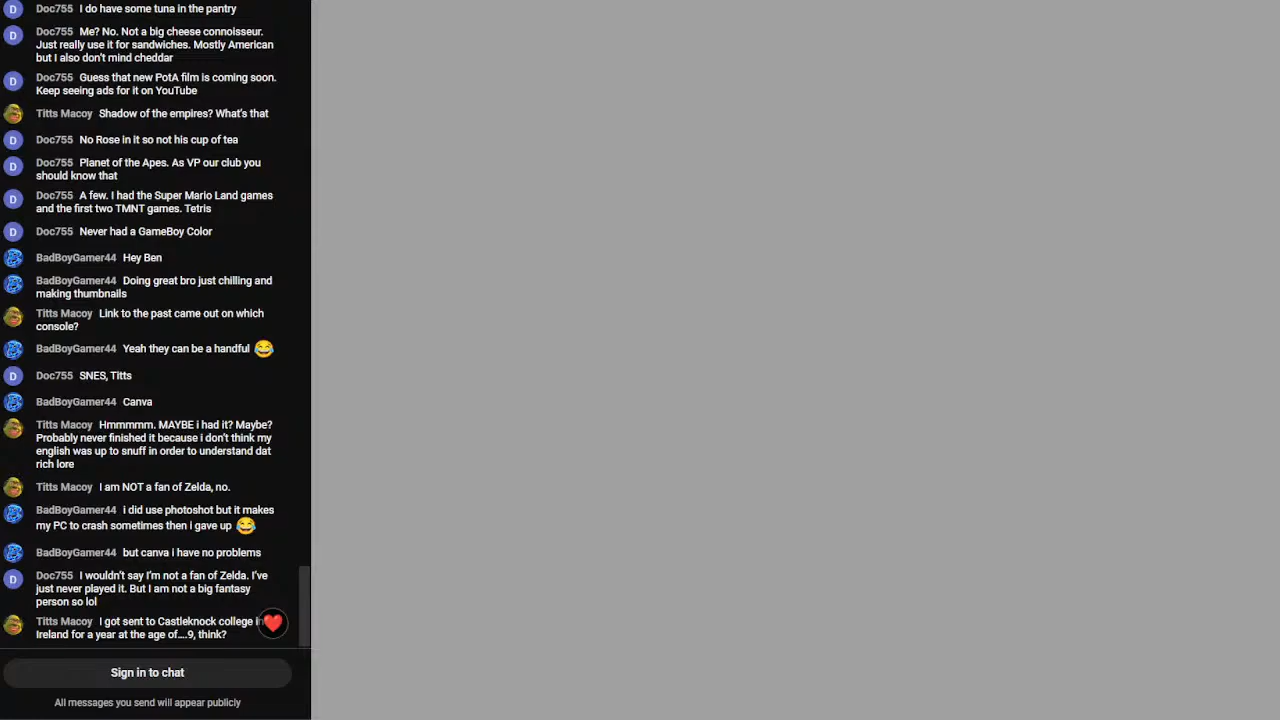 D Doc755 I do have some tuna in the pantry
D Doc755 Me? No. Not a big cheese connoisseur.
Just really use it for sandwiches. Mostly American
but I also don't mind cheddar
D Doc755 Guess that new PotA film is coming soon.
Keep seeing ads for it on YouTube
Titts Macoy Shadow of the empires? What's that
D Doc755 No Rose in it so not his cup of tea
D Doc755 Planet of the Apes. As VP our club you
should know that
D Doc755 A few. I had the Super Mario Land games
and the first two TMNT games. Tetris
D Doc755 Never had a GameBoy Color
BadBoyGamer44 Hey Ben
BadBoyGamer44 Doing great bro just chilling and
making thumbnails
Titts Macoy Link to the past came out on which
console?
BadBoyGamer44 Yeah they can be a handful 😂
D Doc755 SNES, Titts
BadBoyGamer44 Canva
Titts Macoy Hmmmmm. MAYBE i had it? Maybe?
Probably never finished it because i don't think my
english was up to snuff in order to understand dat
rich lore
Titts Macoy I am NOT a fan of Zelda, no.
BadBoyGamer44 i did use photoshot but it makes
my PC to crash sometimes then i gave up 😂
BadBoyGamer44 but canva i have no problems
D Doc755 I wouldn't say I'm not a fan of Zelda. I've
just never played it. But I am not a big fantasy
person so lol
Titts Macoy I got sent to Castleknock college in
Ireland for a year at the age of....9, think?
Sign in to chat
All messages you send will appear publicly